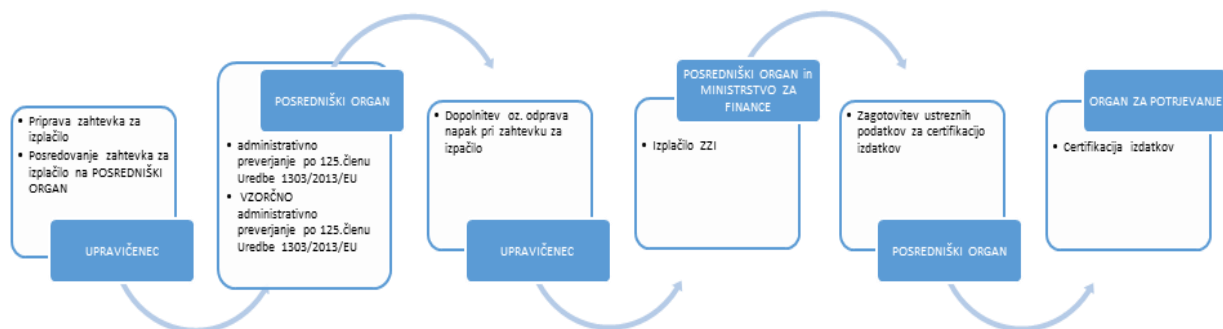 • Priprava zahtevka za
izplačilo
• Posredovanje zahtevka za
izplačilo na POSREDNIŠKI
ORGAN
UPRAVIČENEC
POSREDNIŠKI ORGAN
• administrativno
preverjanje po 125.členu
Uredbe 1303/2013/EU
• VZORČNO
administrativno
preverjanje po 125.členu
Uredbe 1303/2013/EU
• Dopolnitev oz. odprava
napak pri zahtevku za
izpačilo
UPRAVIČENEC
POSREDNIŠKI ORGAN in
MINISTRSTVO ZA
FINANCE
• Izplačilo ZZI
• Zagotovitev ustreznih
podatkov za certifikacijo
izdatkov
POSREDNIŠKI ORGAN
ORGAN ZA POTRJEVANJE
• Certifikacija izdatkov